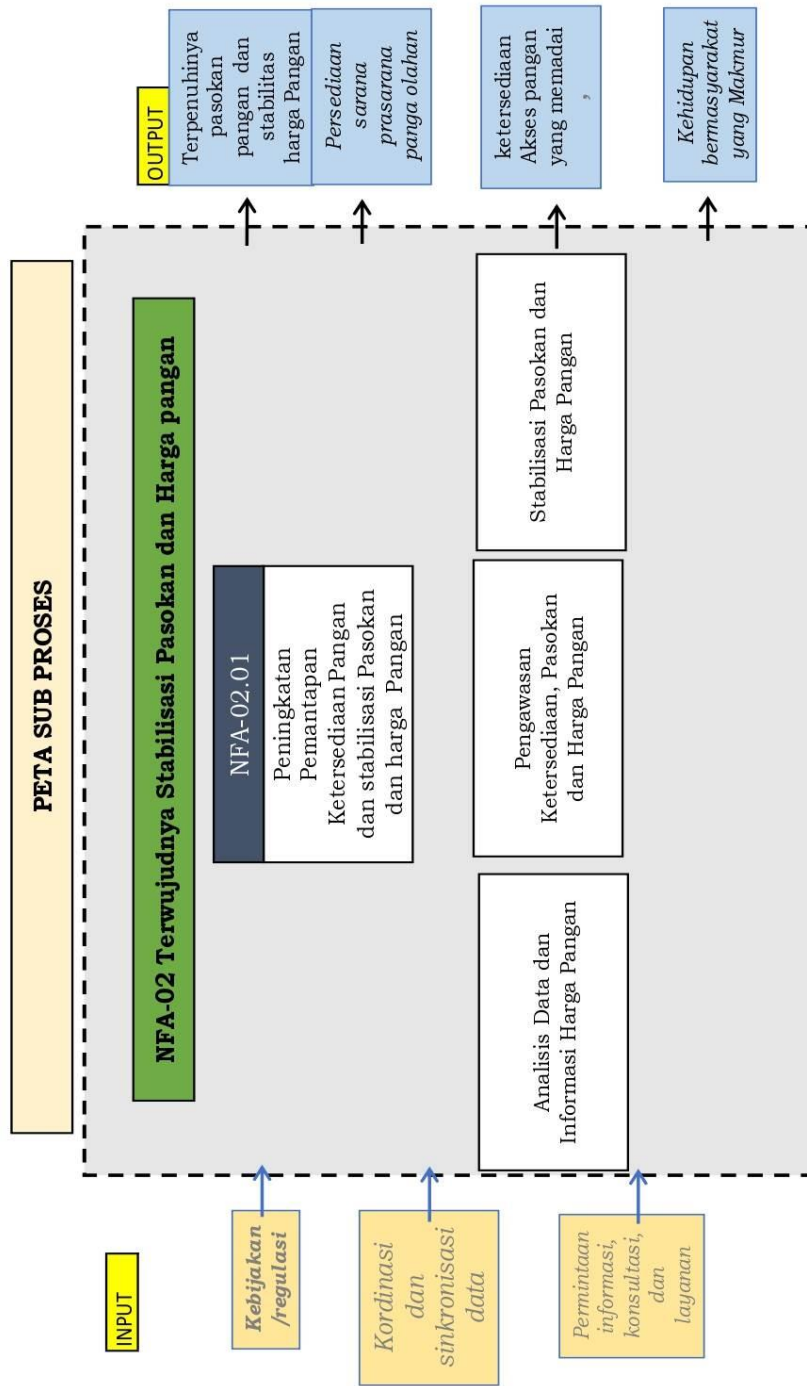 PETA SUB PROSES
INPUT
Kebijakan
/regulasi
Kordinasi
dan
sinkronisasi
data
Permintaan
informasi,
konsultasi,
dan
layanan
NFA-02 Terwujudnya Stabilisasi Pasokan dan Harga pangan
NFA-02.01
Peningkatan
Pemantapan
Ketersediaan Pangan
dan stabilisasi Pasokan
dan harga Pangan
Analisis Data dan
Informasi Harga Pangan
Pengawasan
Ketersediaan, Pasokan
dan Harga Pangan
Stabilisasi Pasokan dan
Harga Pangan
OUTPUT
Terpenuhinya
pasokan
pangan dan
stabilitas
harga Pangan
Persediaan
sarana
prasarana
panga olahan
ketersediaan
Akses pangan
yang memadai
,
Kehidupan
bermasyarakat
yang Makmur